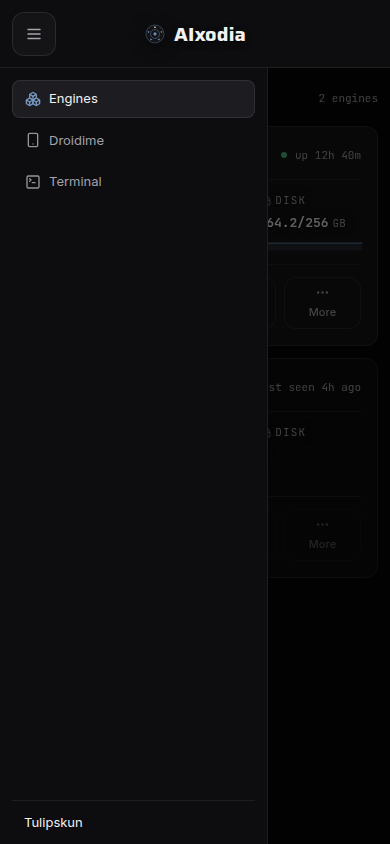 AIxodia
Engines
2 engines
Droidime
up 12h 40m
Terminal
DISK
64.2/256 GB
More
st seen 4h ago
DISK
More
Tulipskun